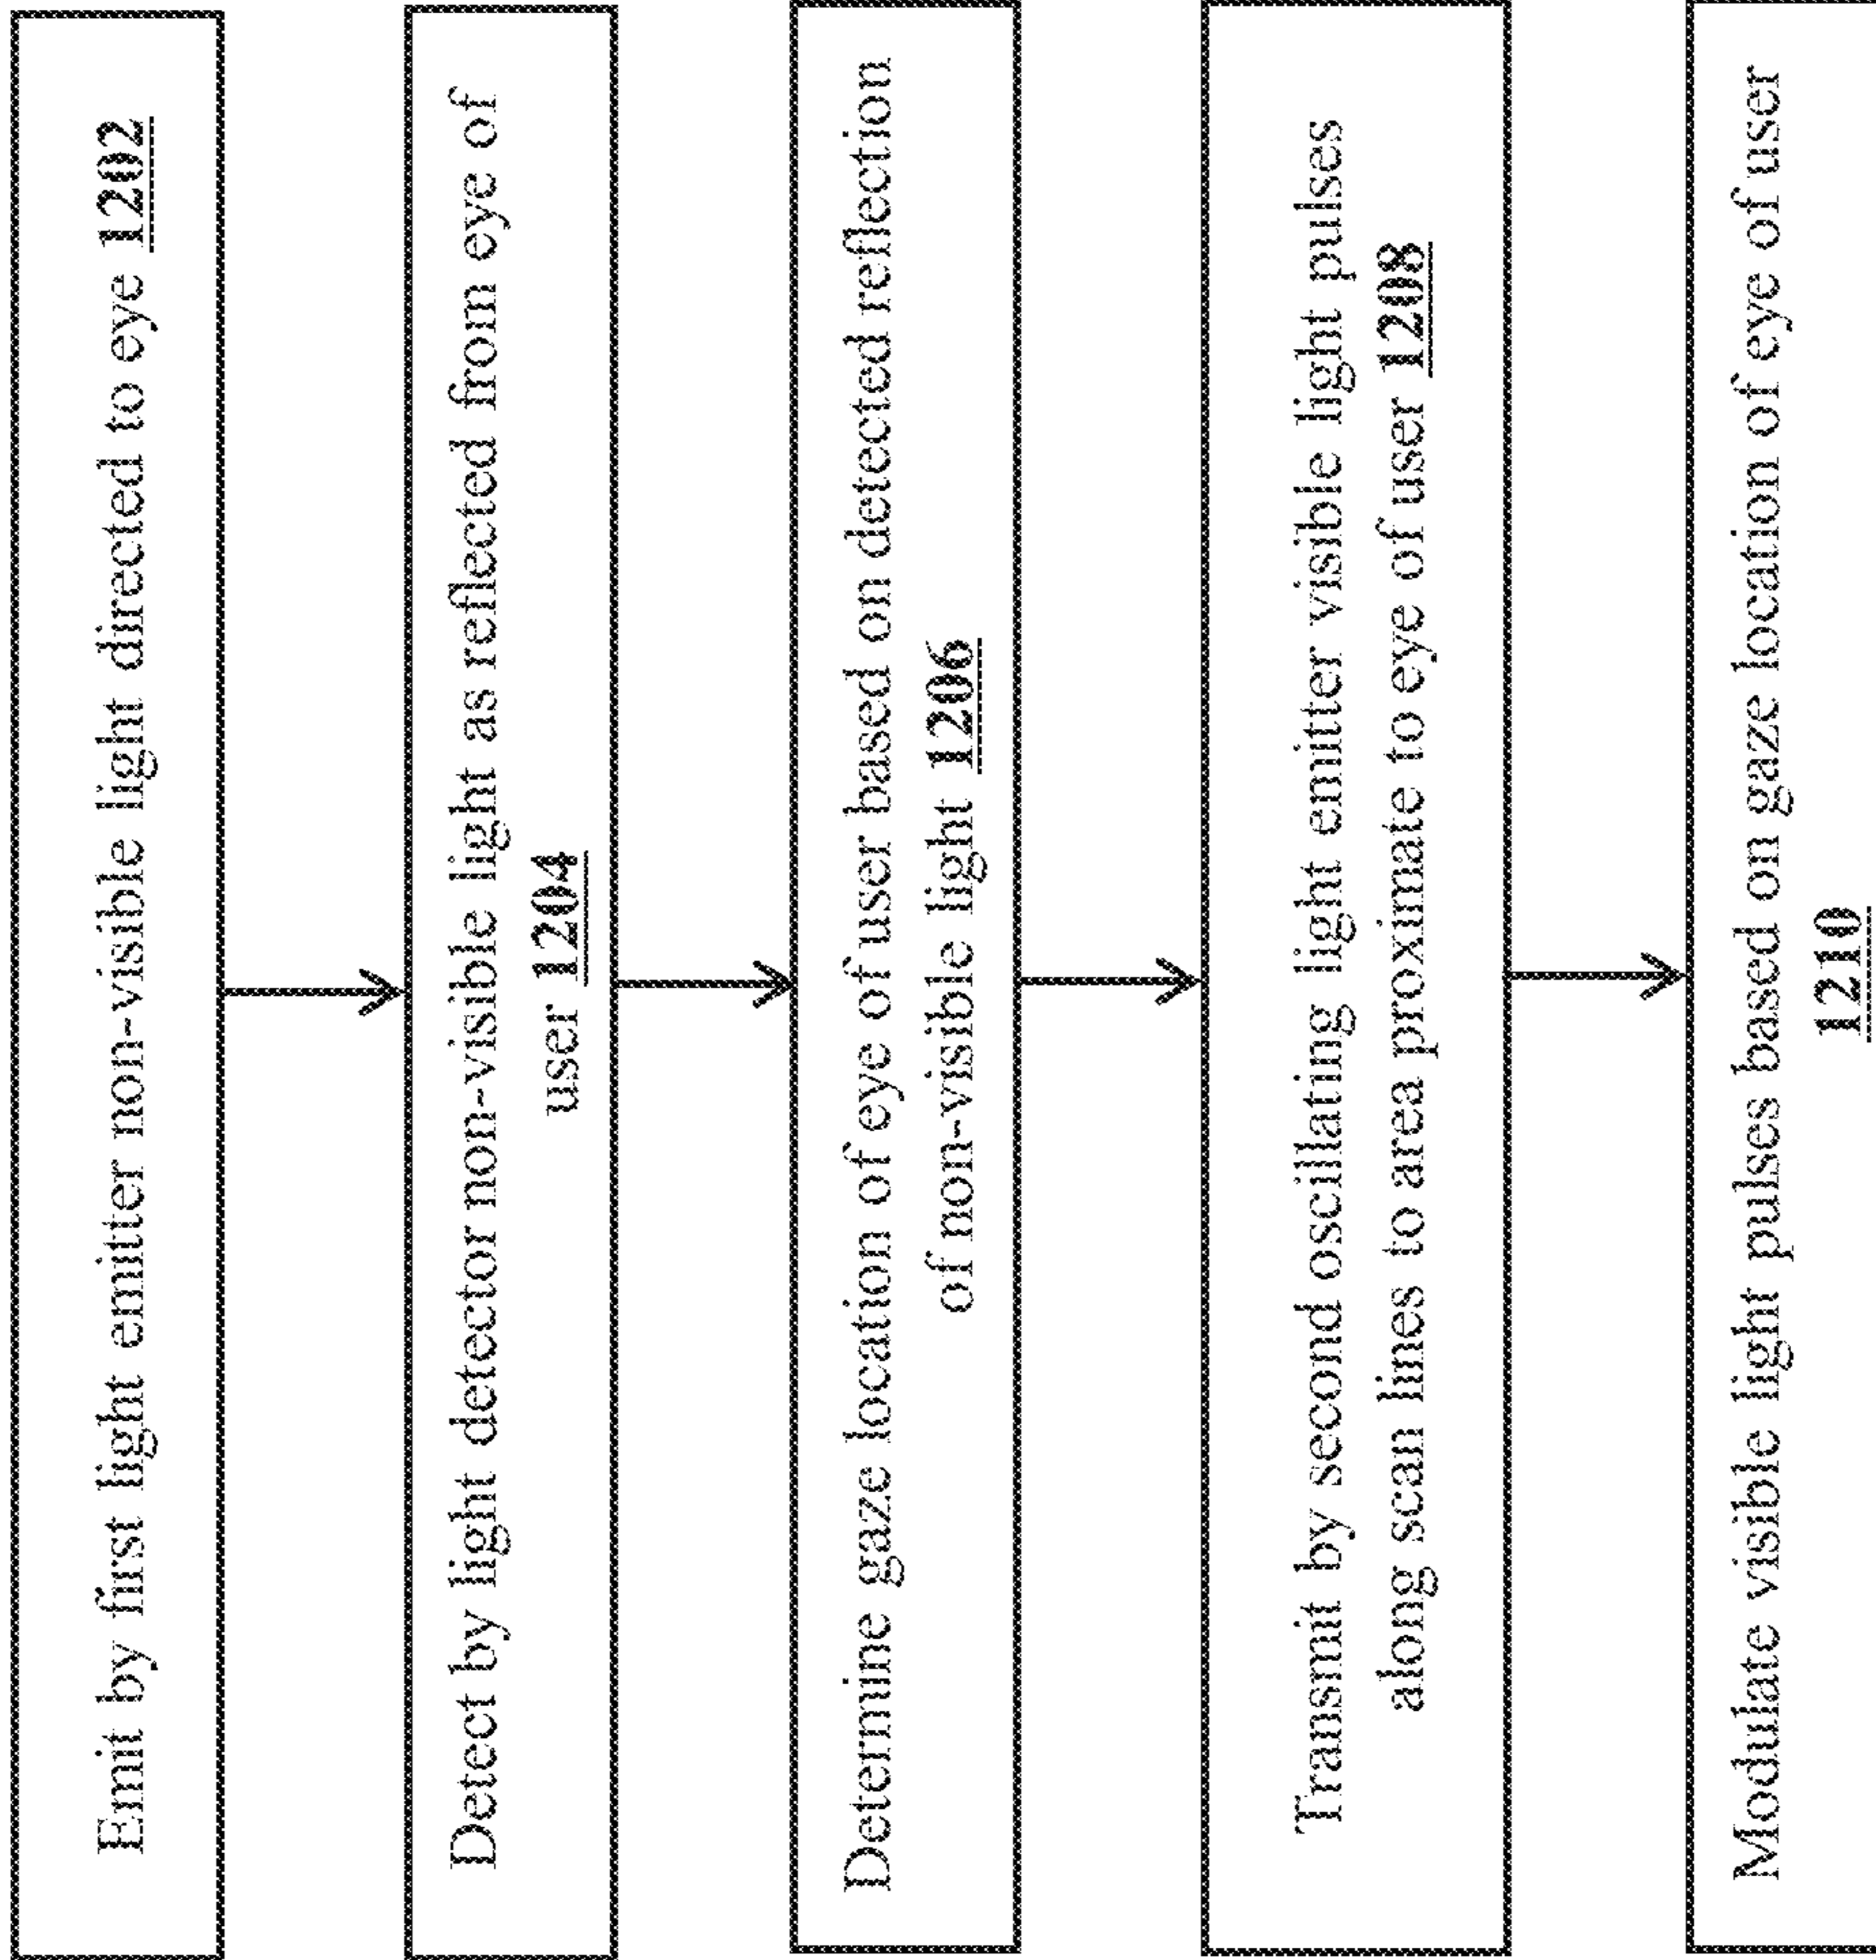 Emit by first light emitter non-visible light directed to eye 1202
Detect by light detector non-visible light as reflected from eye of
user 1204
Determine gaze location of eye of user based on detected reflection
of non-visible light 1206
Transmit by second oscillating light emitter visible light pulses
along scan lines to area proximate to eye of user 1208
Modulate visible light pulses based on gaze location of eye of user
1210